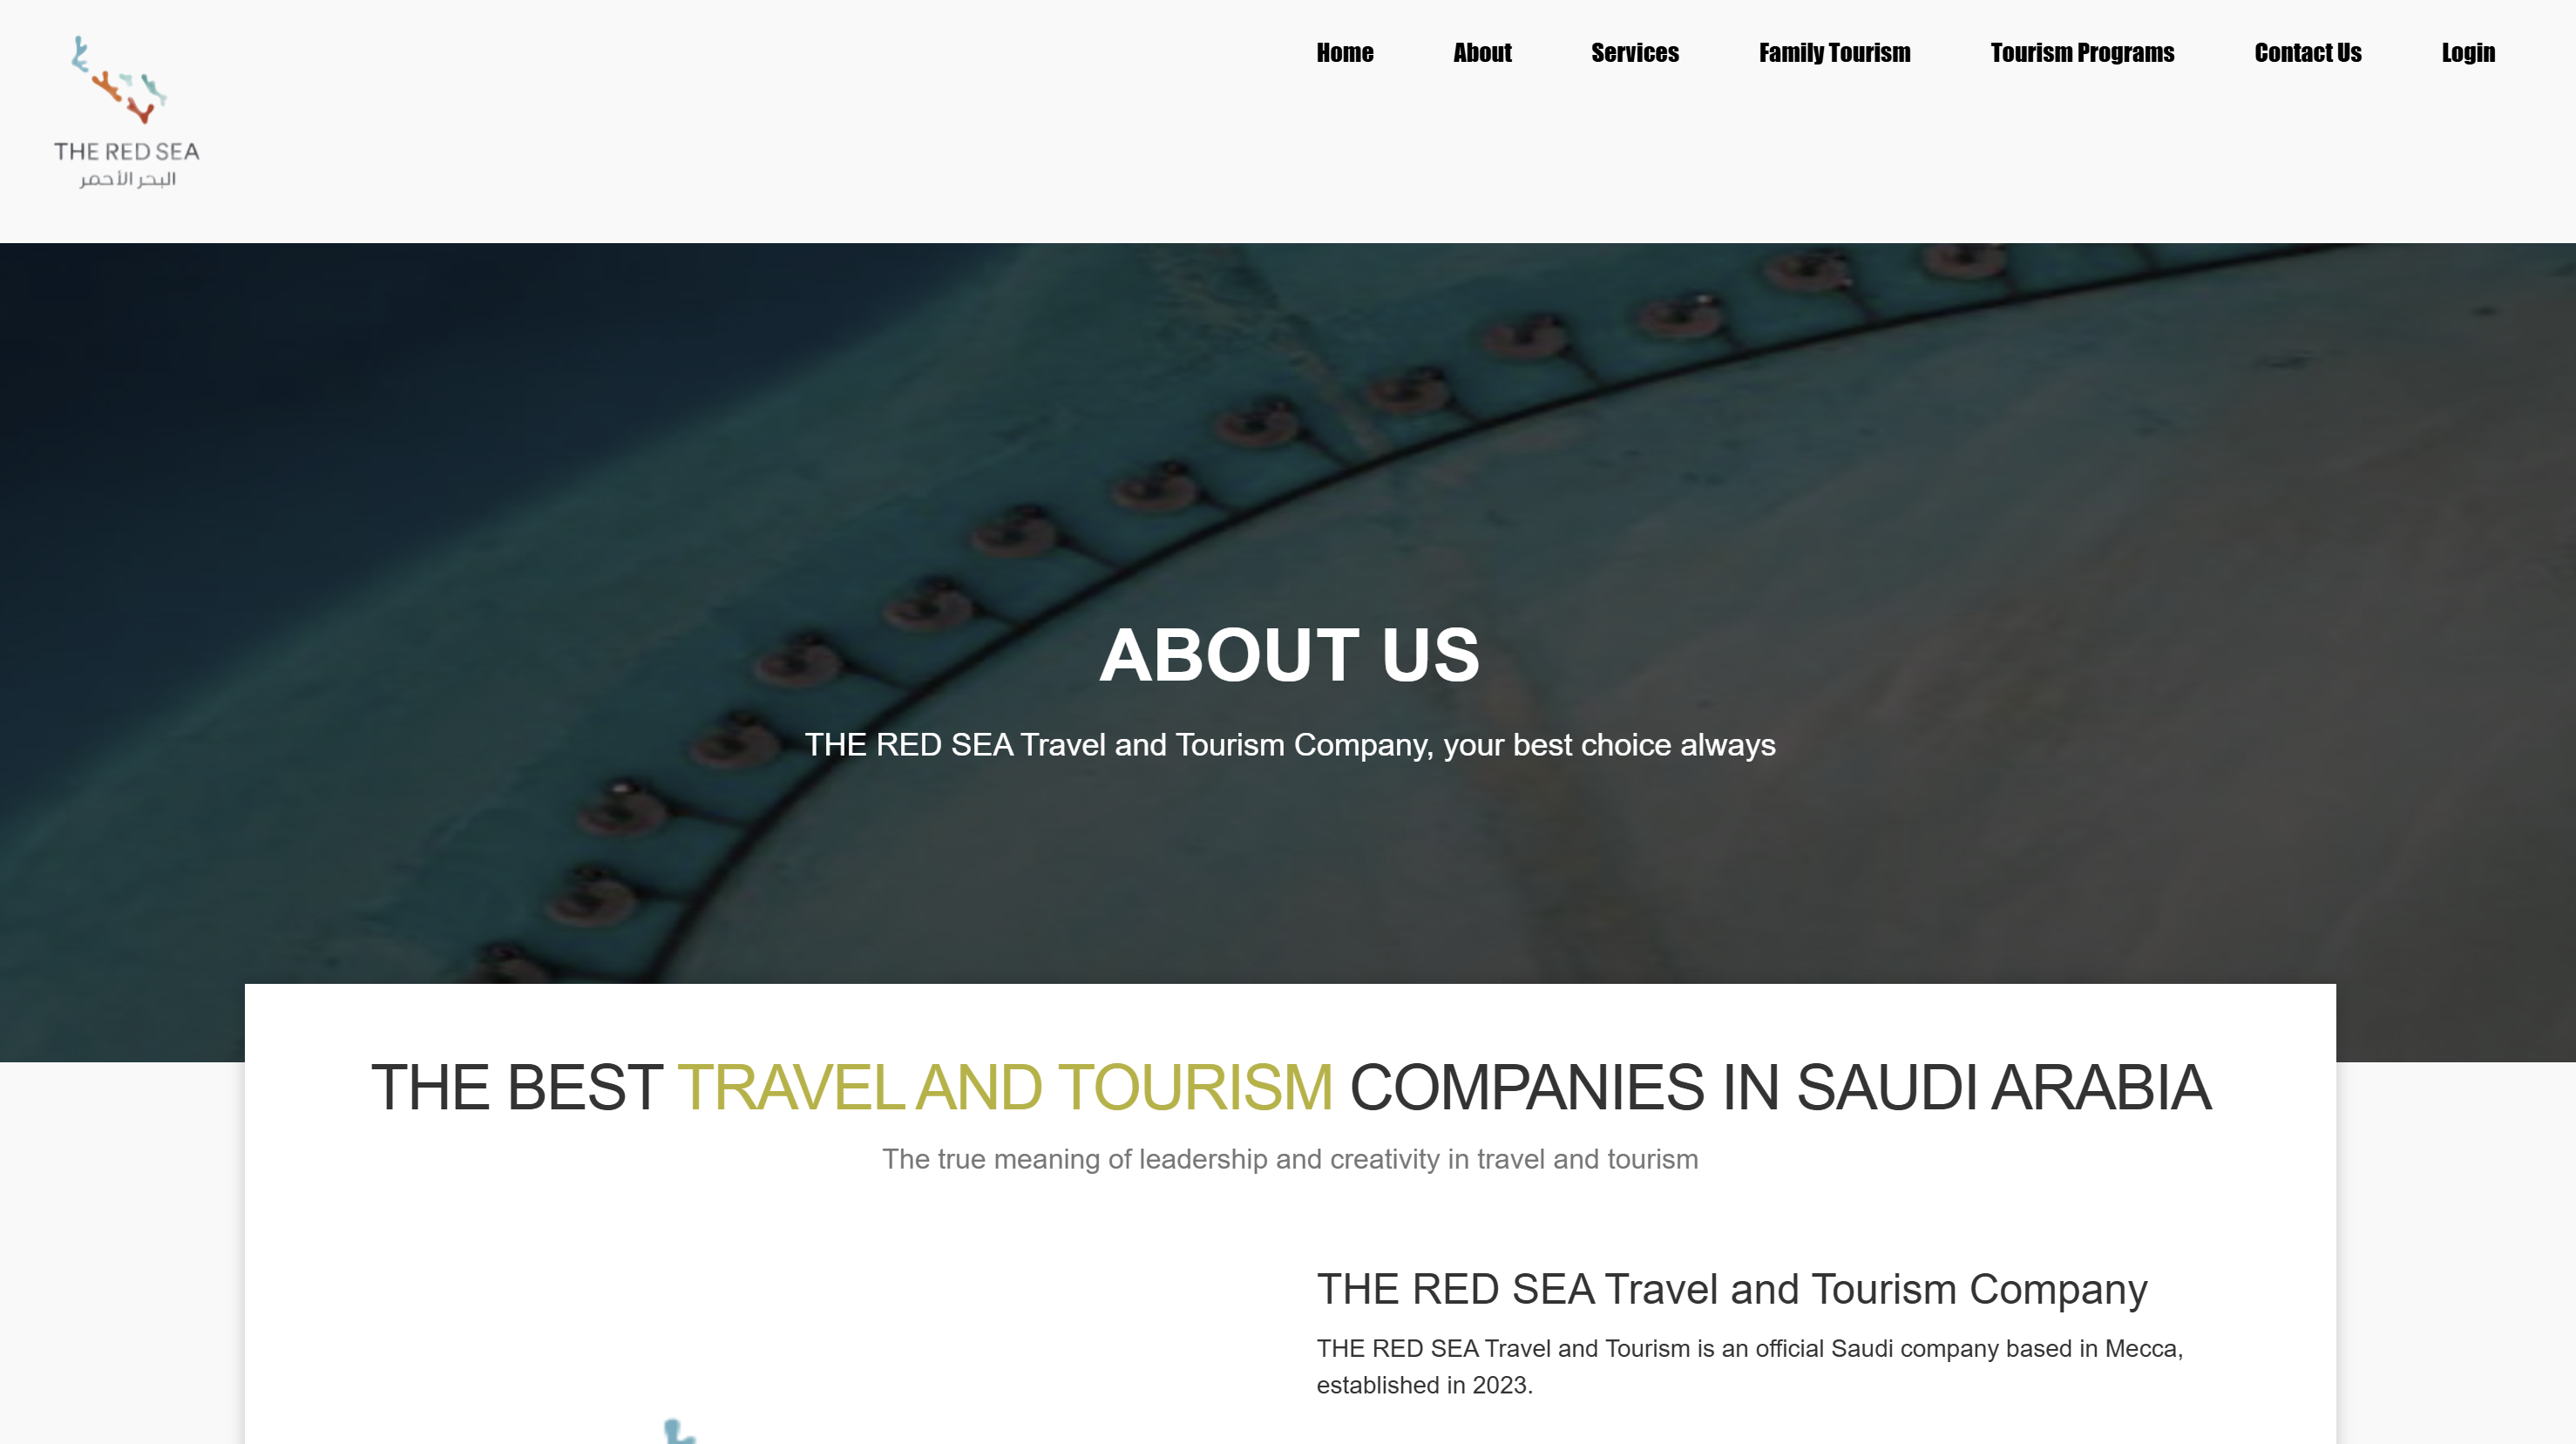 THE RED SEA
البحر الأحمر
Home About Services Family Tourism Tourism Programs Contact Us Login
ABOUT US
THE RED SEA Travel and Tourism Company, your best choice always
THE BEST TRAVEL AND TOURISM COMPANIES IN SAUDI ARABIA
The true meaning of leadership and creativity in travel and tourism
THE RED SEA Travel and Tourism Company
THE RED SEA Travel and Tourism is an official Saudi company based in Mecca,
established in 2023.